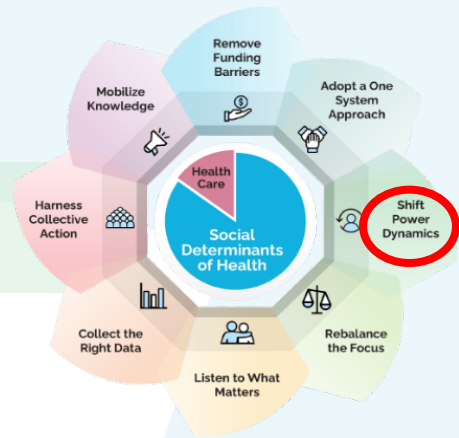 Remove
Funding
Barriers
Adopt a One
System
Approach
Shift
Power
Dynamics
Rebalance
the Focus
Listen to What
Matters
Collect the
Right Data
Harness
Collective
Action
Mobilize
Knowledge
Health
Care
Social
Determinants
of Health